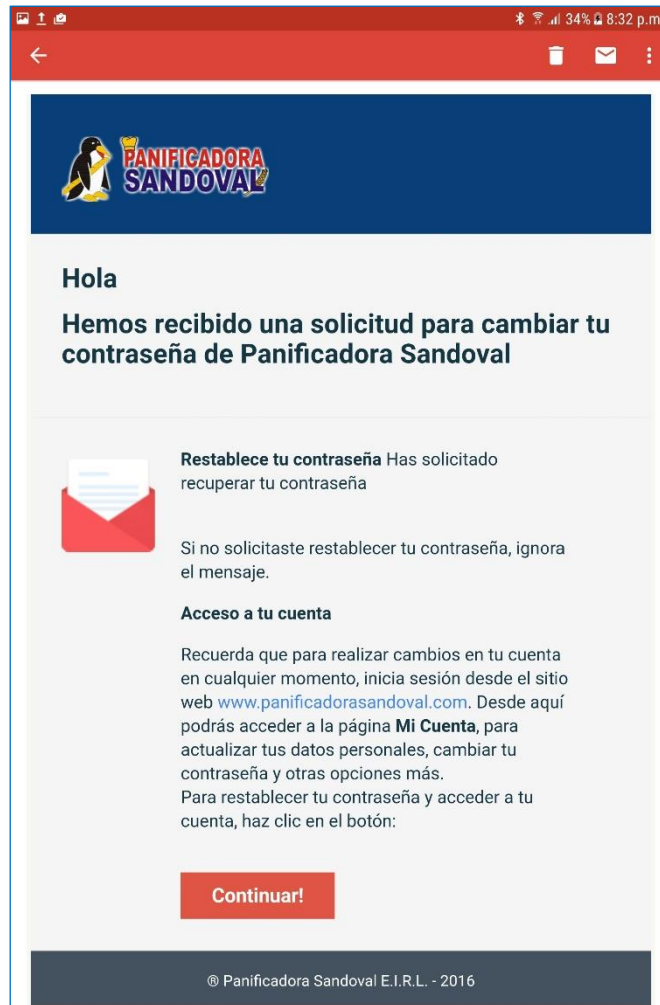 34% 8:32 p.m
PANIFICADORA
SANDOVAL
Hola
Hemos recibido una solicitud para cambiar tu
contraseña de Panificadora Sandoval
Restablece tu contraseña Has solicitado
recuperar tu contraseña
Si no solicitaste restablecer tu contraseña, ignora
el mensaje.
Acceso a tu cuenta
Recuerda que para realizar cambios en tu cuenta
en cualquier momento, inicia sesión desde el sitio
web www.panificadorasandoval.com. Desde aquí
podrás acceder a la página Mi Cuenta, para
actualizar tus datos personales, cambiar tu
contraseña y otras opciones más.
Para restablecer tu contraseña y acceder a tu
cuenta, haz clic en el botón:
Continuar!
® Panificadora Sandoval E.I.R.L. - 2016